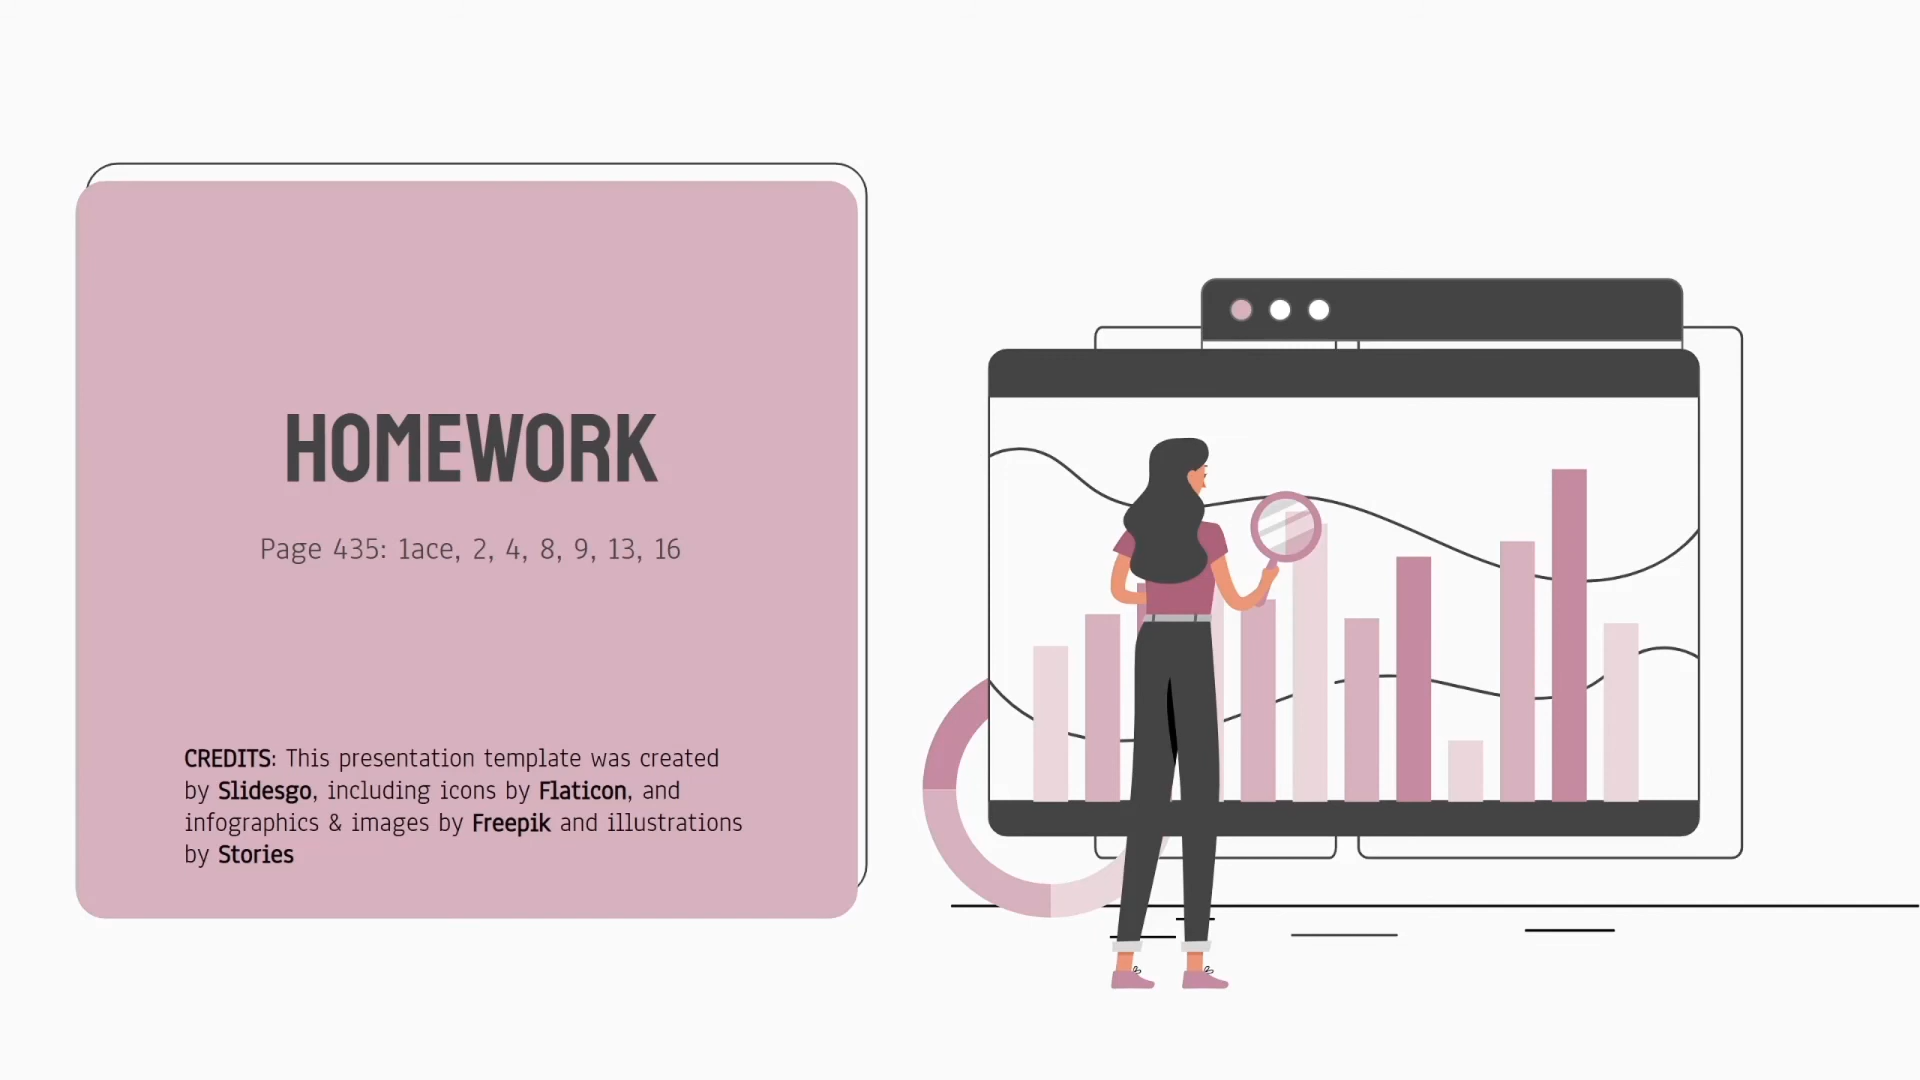 HOMEWORK
Page 435: 1ace, 2, 4, 8, 9, 13, 16
CREDITS: This presentation template was created
by Slidesgo, including icons by Flaticon, and
infographics & images by Freepik and illustrations
by Stories